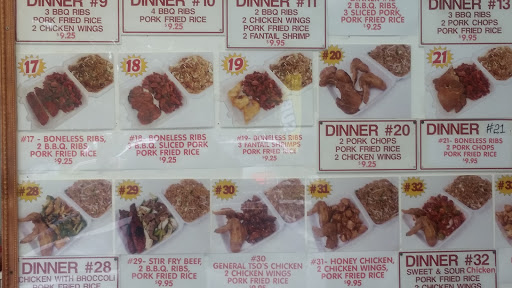 DINNER #9
3 BBQ RIBS
PORK FRIED RICE
2 CHICKEN WINGS
$9.25
DINNER #10
4 BBQ RIBS
PORK FRIED RICE
$9.25
DINNER #11
2 BBQ RIBS
2 CHICKEN WINGS
PORK FRIED RICE
2 FANTAIL SHRIMP
$9.95
2 B.B.Q. RIBS,
3 SLICED PORK,
PORK FRIED RICE
$9.25
DINNER #13
3 BBQ RIBS
2 PORK CHOPS
PORK FRIED RICE
$9.95
#17
#17- BONELESS RIBS,
2 B.B.Q. RIBS,
PORK FRIED RICE
$9.25
#18
#18- BONELESS RIBS
2 B.B.Q. SLICED PORK
PORK FRIED RICE
$9.25
#19
#19- BONELESS RIBS
3 FANTAIL SHRIMPS
PORK FRIED RICE
$9.25
#20
DINNER #20
2 PORK CHOPS
PORK FRIED RICE
2 CHICKEN WINGS
#21
DINNER #21
#21- BONELESS RIBS
2 PORK CHOPS
PORK FRIED RICE
$9.95
#28
DINNER #28
CHICKEN WITH BROCCOLI
PORK FRIED RICE
#29
#29- STIR FRY BEEF,
2 B.B.Q. RIBS,
PORK FRIED RICE
#30
#30
GENERAL TSO'S CHICKEN
2 CHICKEN WINGS
PORK FRIED RICE
#31
#31- HONEY CHICKEN,
2 CHICKEN WINGS,
PORK FRIED RICE
#32
DINNER #32
SWEET & SOUR Chicken
PORK FRIED RICE
#33